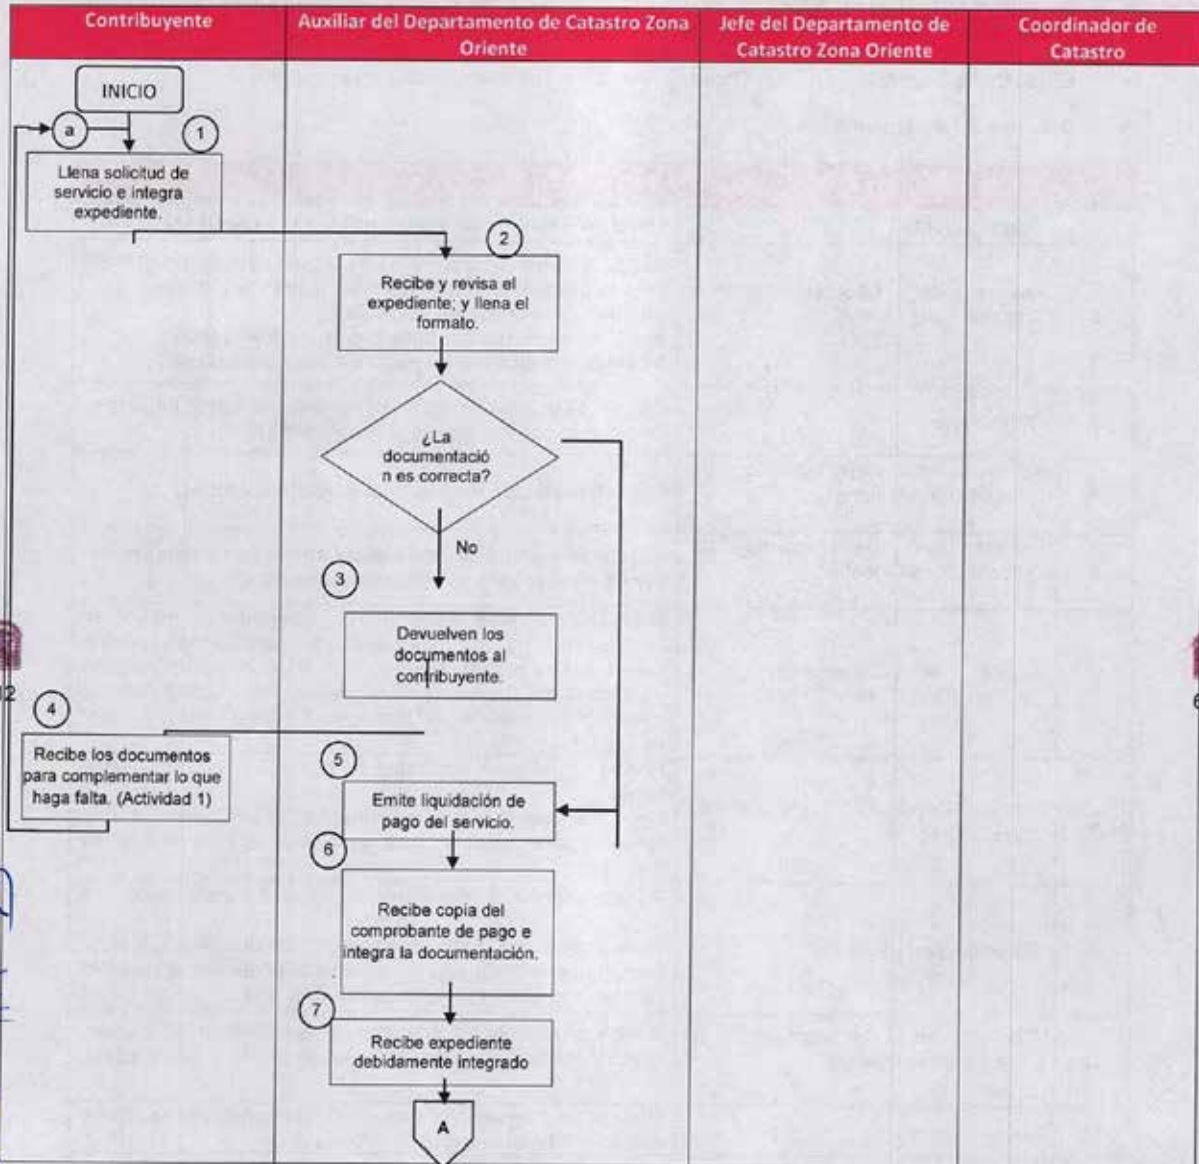 Contribuyente
Auxiliar del Departamento de Catastro Zona
Oriente
Jefe del Departamento de
Catastro Zona Oriente
Coordinador de
Catastro
INICIO
a
1
Llena solicitud de
servicio e integra
expediente.
2
Recibe y revisa el
expediente; y llena el
formato.
¿La
documentació
n es correcta?
No
3
Devuelven los
documentos al
contribuyente.
4
Recibe los documentos
para complementar lo que
haga falta. (Actividad 1)
5
Emite liquidación de
pago del servicio.
6
Recibe copia del
comprobante de pago e
integra la documentación.
7
Recibe expediente
debidamente integrado
A